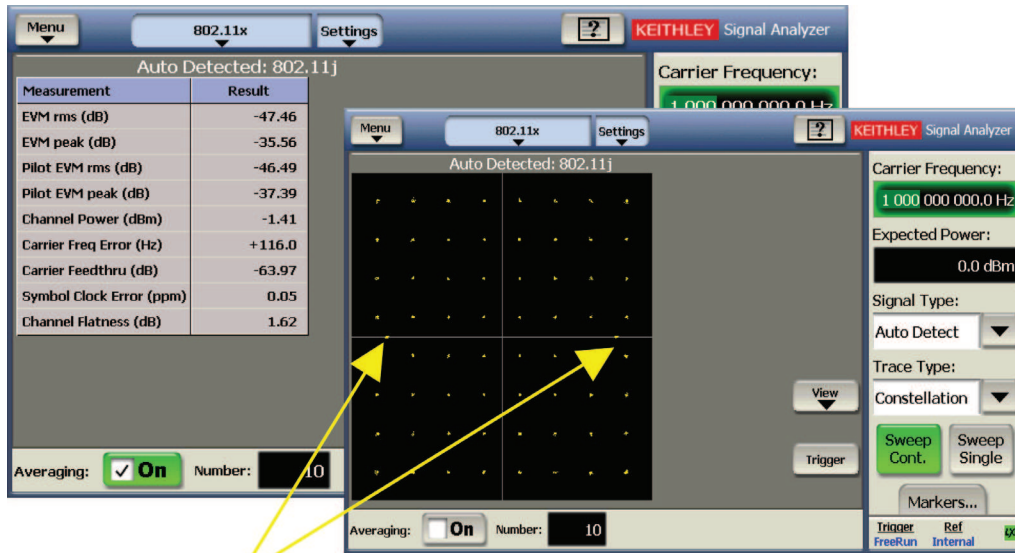 Menu
802.11x
Settings
?
KEITHLEY Signal Analyzer
Auto Detected: 802.11j
Carrier Frequency:
1 000 000 000.0 Hz
Measurement Result
EVM rms (dB) -47.46
EVM peak (dB) -35.56
Pilot EVM rms (dB) -46.49
Pilot EVM peak (dB) -37.39
Channel Power (dBm) -1.41
Carrier Freq Error (Hz) +116.0
Carrier Feedthru (dB) -63.97
Symbol Clock Error (ppm) 0.05
Channel Flatness (dB) 1.62
Averaging: On Number: 10
Menu
802.11x
Settings
?
KEITHLEY Signal Analyzer
Auto Detected: 802.11j
Carrier Frequency:
1 000 000 000.0 Hz
Expected Power:
0.0 dBm
Signal Type:
Auto Detect
Trace Type:
Constellation
View
Sweep Cont.
Sweep Single
Trigger
Markers...
Averaging: On Number: 10
Trigger
FreeRun
Ref
Internal